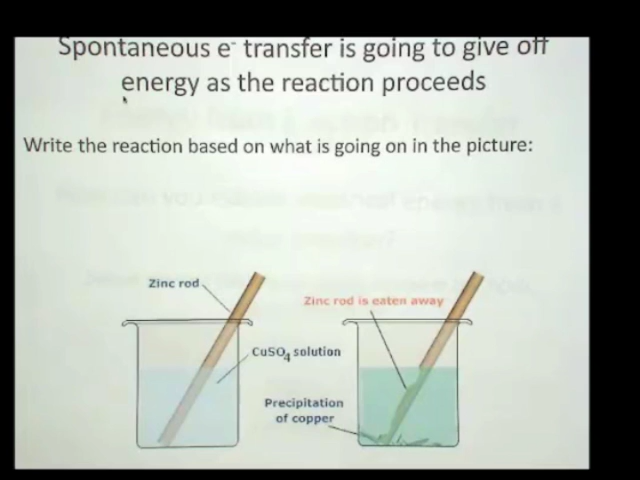 Spontaneous e⁻ transfer is going to give off
energy as the reaction proceeds
Write the reaction based on what is going on in the picture:
Zinc rod
Zinc rod is eaten away
CuSO₄ solution
Precipitation
of copper